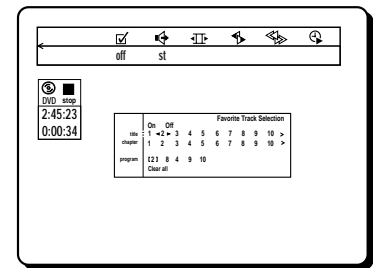 off st
DVD stop
2:45:23
0:00:34
Favorite Track Selection
On Off
title 1 2 3 4 5 6 7 8 9 10 >
chapter 1 2 3 4 5 6 7 8 9 10 >
program [2] 8 4 9 10
Clear all